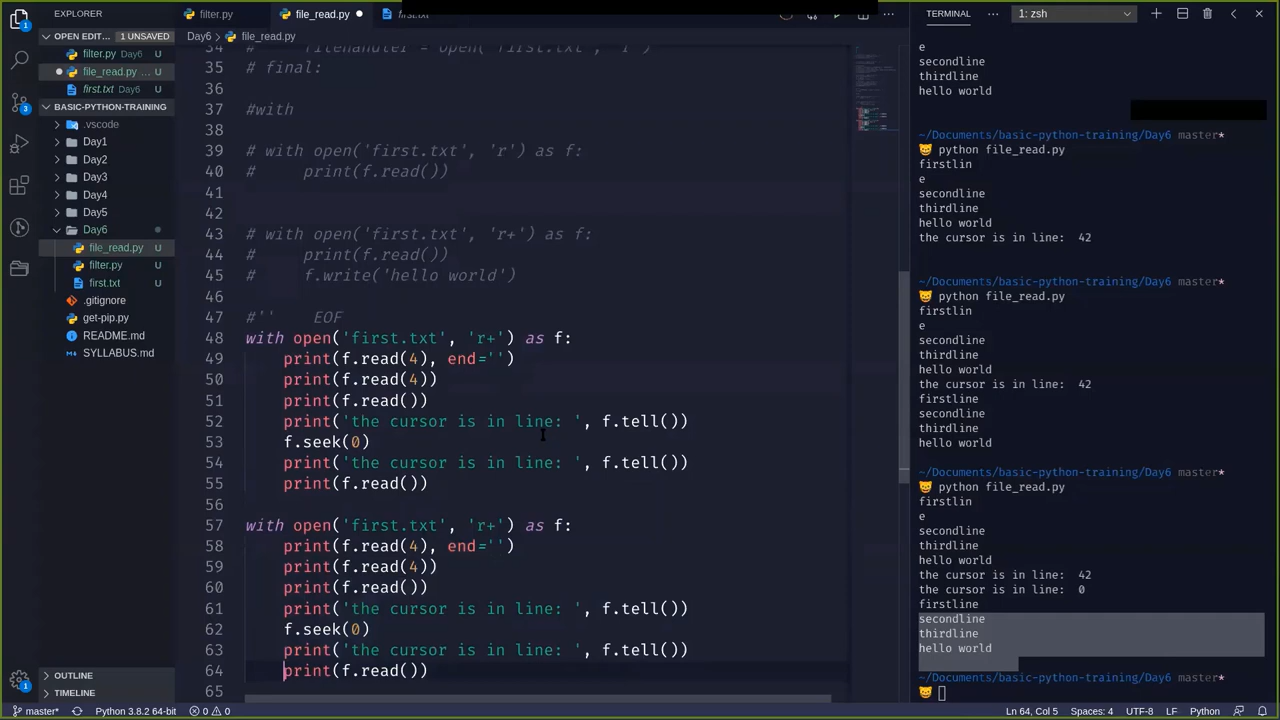 EXPLORER
OPEN EDIT... 1 UNSAVED
filter.py Day6
file_read.py ...
first.txt Day6
BASIC-PYTHON-TRAINING
.vscode
Day1
Day2
Day3
Day4
Day5
Day6
file_read.py U
filter.py U
first.txt U
.gitignore
get-pip.py
README.md
SYLLABUS.md
OUTLINE
TIMELINE
filter.py file_read.py first.txt
Day6 > file_read.py
34 # filehandler = open('first.txt', 'r')
35 # final:
36
37 #with
38
39 # with open('first.txt', 'r') as f:
40 # print(f.read())
41
42
43 # with open('first.txt', 'r+') as f:
44 # print(f.read())
45 # f.write('hello world')
46
47 #'' EOF
48 with open('first.txt', 'r+') as f:
49 print(f.read(4), end='')
50 print(f.read(4))
51 print(f.read())
52 print('the cursor is in line: ', f.tell())
53 f.seek(0)
54 print('the cursor is in line: ', f.tell())
55 print(f.read())
56
57 with open('first.txt', 'r+') as f:
58 print(f.read(4), end='')
59 print(f.read(4))
60 print(f.read())
61 print('the cursor is in line: ', f.tell())
62 f.seek(0)
63 print('the cursor is in line: ', f.tell())
64 print(f.read())
65
TERMINAL ... 1: zsh
e
secondline
thirdline
hello world
~/Documents/basic-python-training/Day6 master*
python file_read.py
firstlin
e
secondline
thirdline
hello world
the cursor is in line: 42
~/Documents/basic-python-training/Day6 master*
python file_read.py
firstlin
e
secondline
thirdline
hello world
the cursor is in line: 42
firstline
secondline
thirdline
hello world
~/Documents/basic-python-training/Day6 master*
python file_read.py
firstlin
e
secondline
thirdline
hello world
the cursor is in line: 42
the cursor is in line: 0
firstline
secondline
thirdline
hello world
~/Documents/basic-python-training/Day6 master*
master* Python 3.8.2 64-bit 0 0 Ln 64, Col 5 Spaces: 4 UTF-8 LF Python